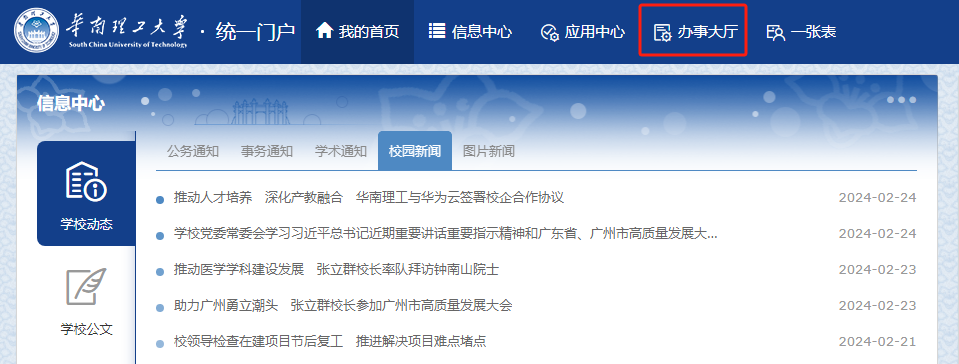 华南理工大学 · 统一门户 我的首页 信息中心 应用中心 办事大厅 一张表
South China University of Technology
信息中心
公务通知 事务通知 学术通知 校园新闻 图片新闻
推动人才培养 深化产教融合 华南理工与华为云签署校企合作协议 2024-02-24
学校动态
学校党委常委会学习习近平总书记近期重要讲话重要指示精神和广东省、广州市高质量发展大... 2024-02-24
推动医学学科建设发展 张立群校长率队拜访钟南山院士 2024-02-23
助力广州勇立潮头 张立群校长参加广州市高质量发展大会 2024-02-23
学校公文
校领导检查在建项目节后复工 推进解决项目难点堵点 2024-02-21